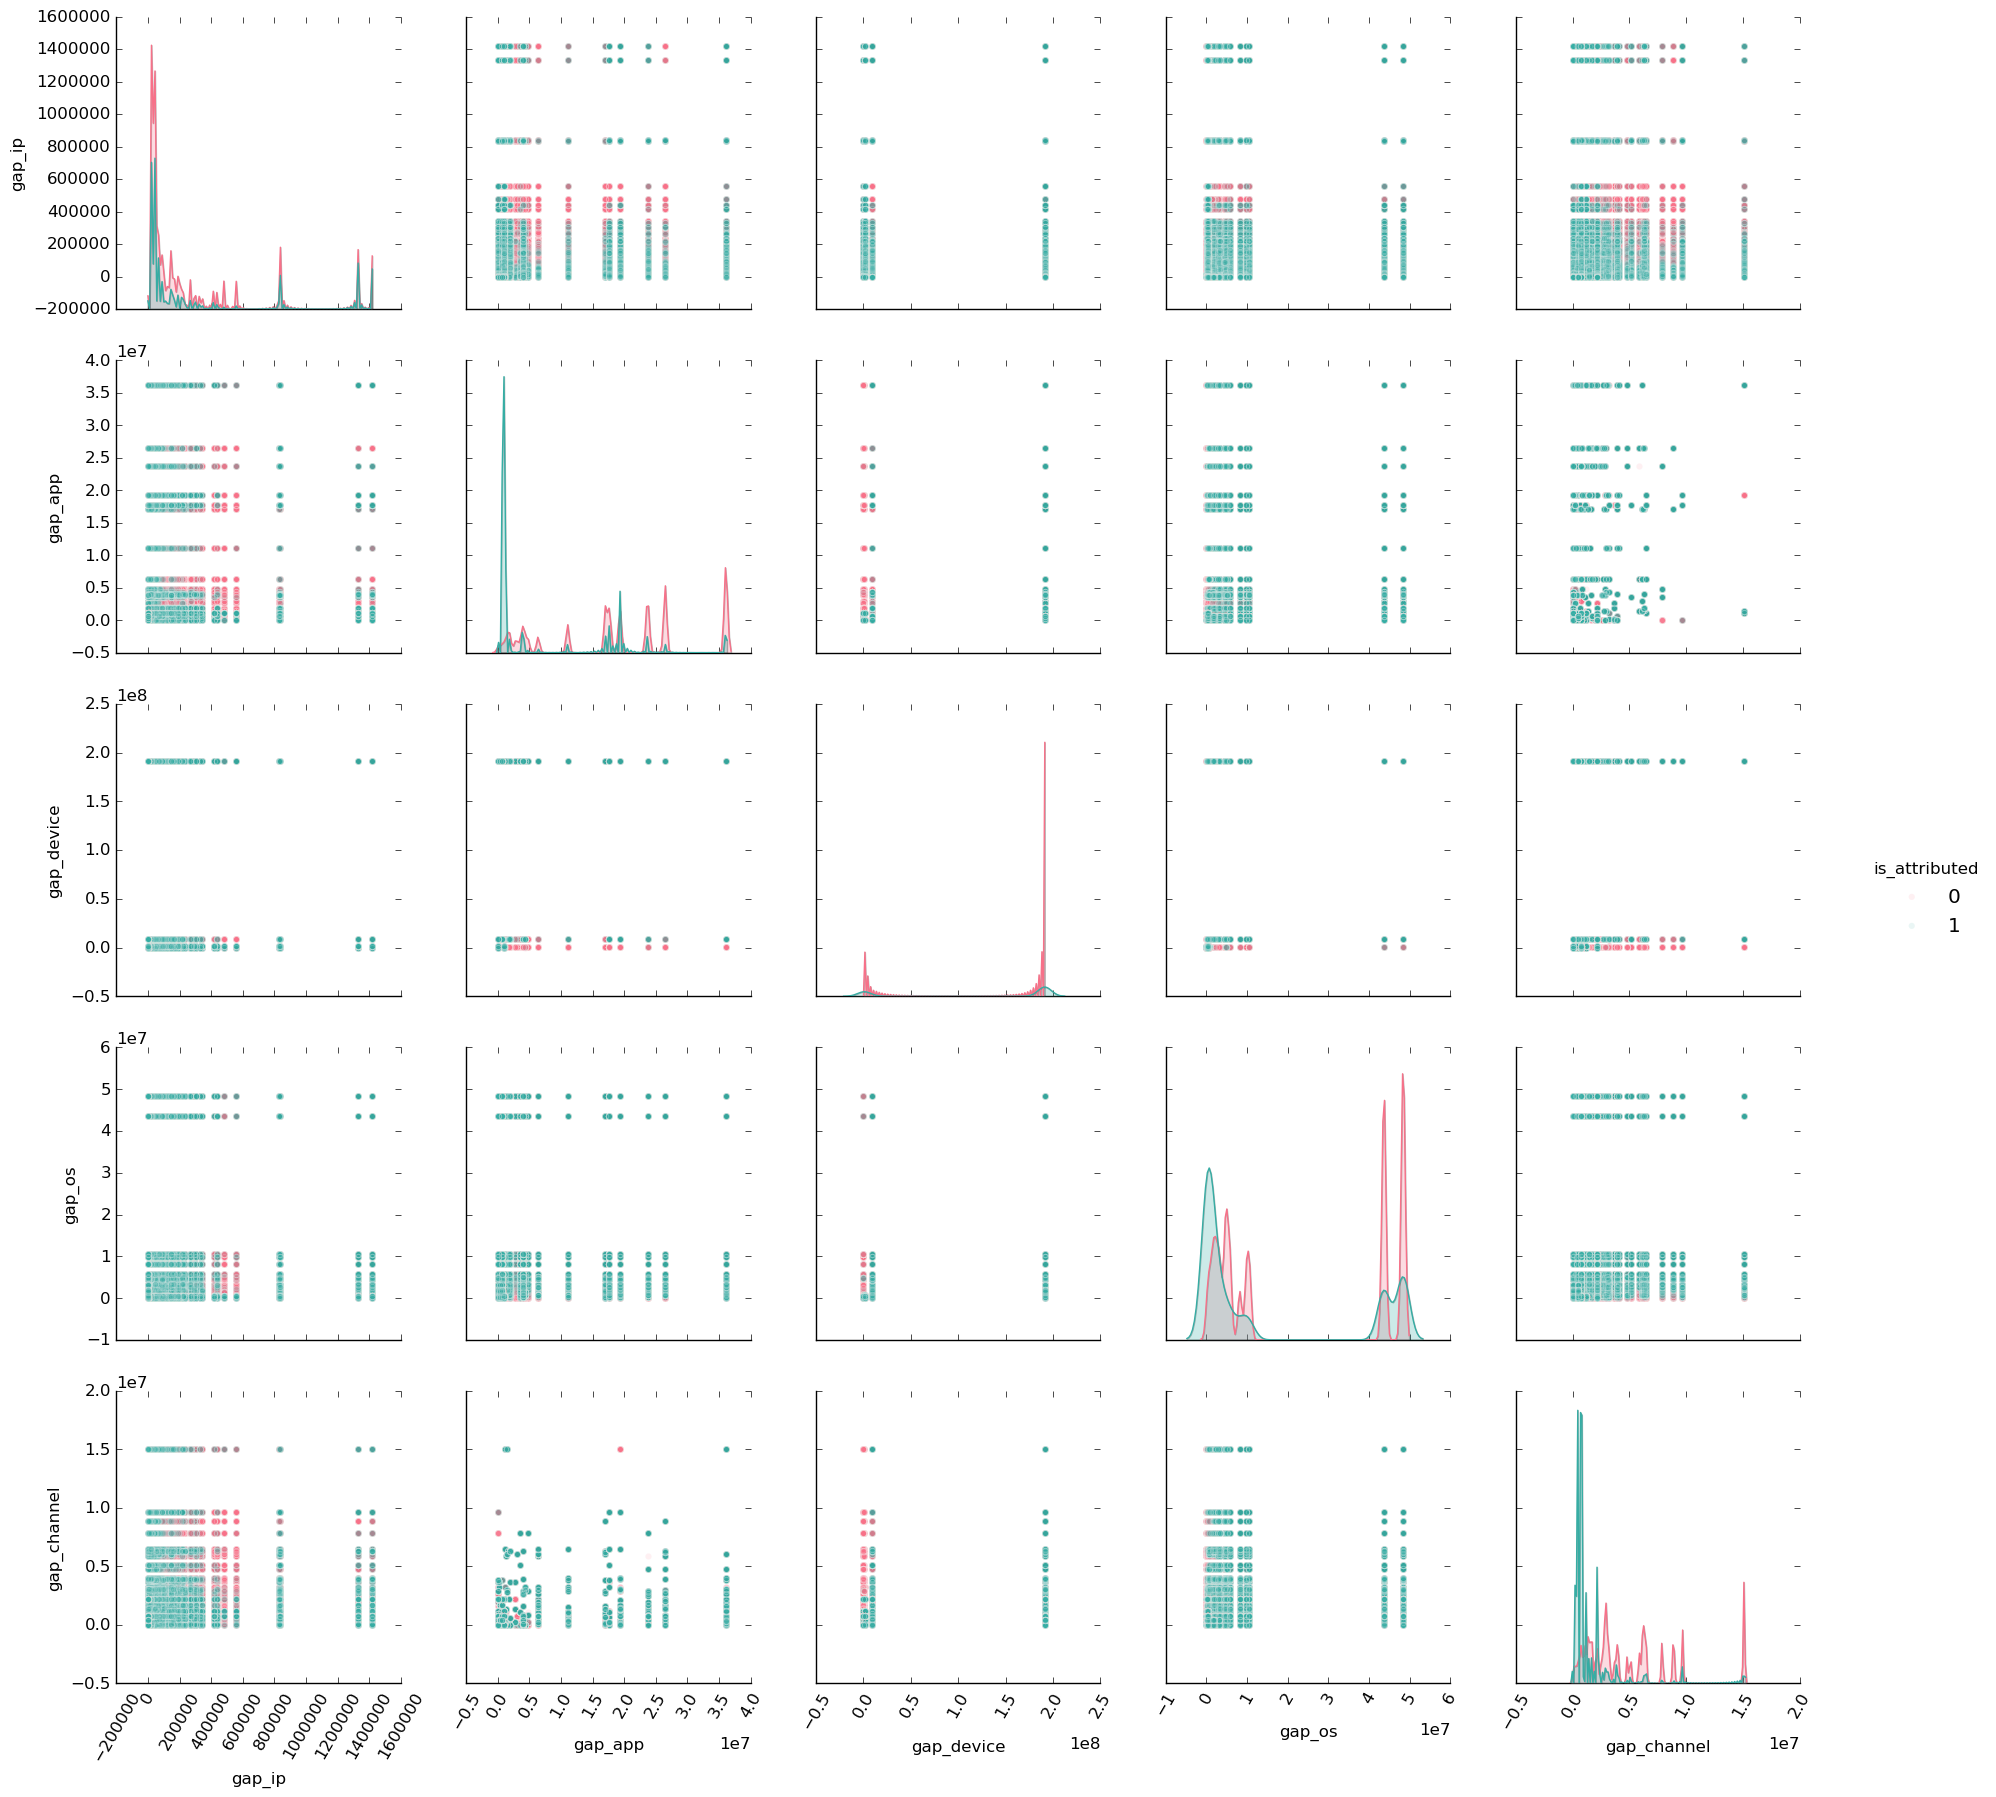 1600000
1400000
1200000
1000000
800000
600000
400000
200000
0
−200000
gap_ip
1e7
4.0
3.5
3.0
2.5
2.0
1.5
1.0
0.5
0.0
−0.5
gap_app
1e8
2.5
2.0
1.5
1.0
0.5
0.0
−0.5
gap_device
is_attributed
0
1
1e7
6
5
4
3
2
1
0
−1
gap_os
1e7
2.0
1.5
1.0
0.5
0.0
−0.5
gap_channel
−200000 0 200000 400000 600000 800000 1000000 1200000 1400000 1600000
gap_ip
−0.5 0.0 0.5 1.0 1.5 2.0 2.5 3.0 3.5 4.0
gap_app 1e7
−0.5 0.0 0.5 1.0 1.5 2.0 2.5
gap_device 1e8
−1 0 1 2 3 4 5 6
gap_os 1e7
−0.5 0.0 0.5 1.0 1.5 2.0
gap_channel 1e7